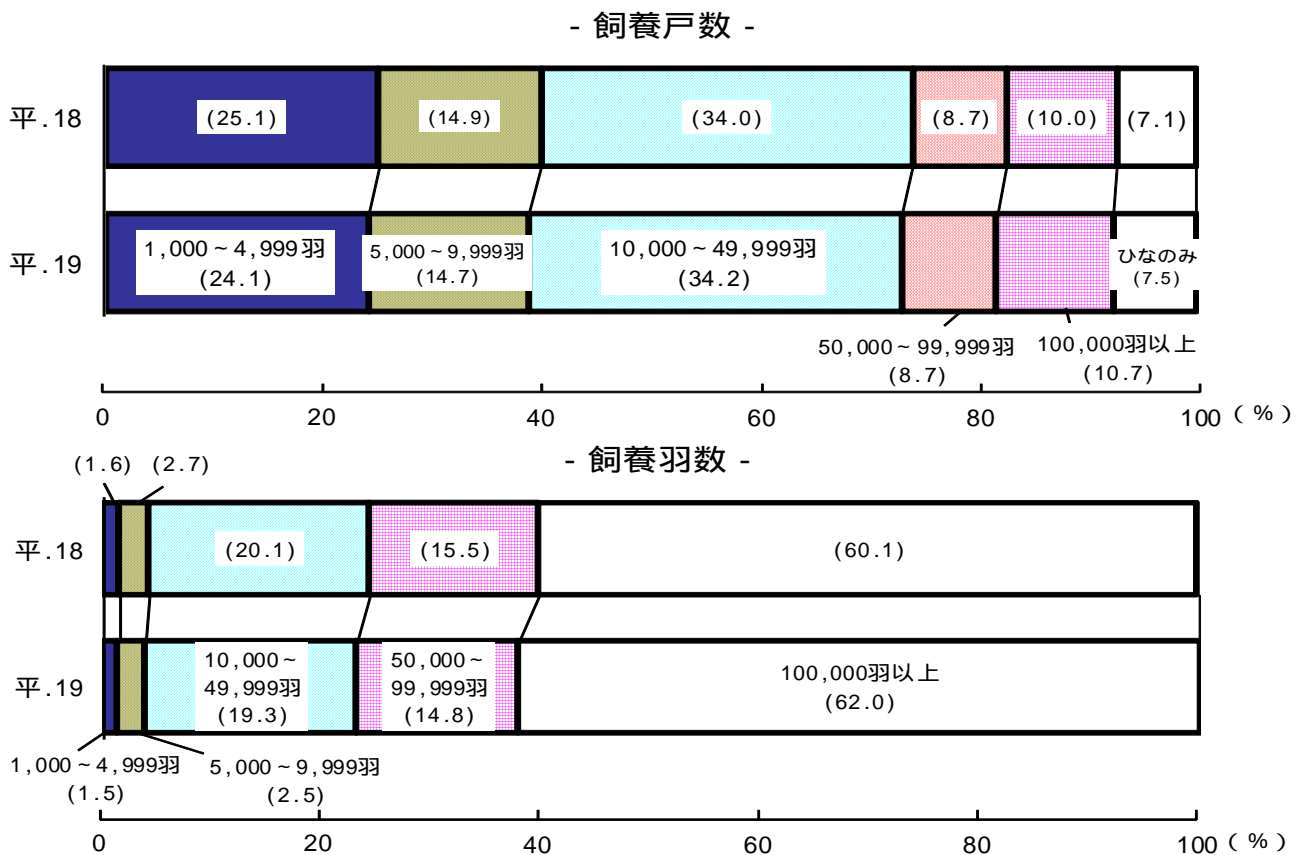 - 飼養戸数 -
平.18
(25.1)
(14.9)
(34.0)
(8.7)
(10.0)
(7.1)
平.19
1,000~4,999羽
(24.1)
5,000~9,999羽
(14.7)
10,000~49,999羽
(34.2)
ひなのみ
(7.5)
50,000~99,999羽
(8.7)
100,000羽以上
(10.7)
0 20 40 60 80 100 (%)
- 飼養羽数 -
(1.6) (2.7)
平.18
(20.1)
(15.5)
(60.1)
平.19
10,000~
49,999羽
(19.3)
50,000~
99,999羽
(14.8)
100,000羽以上
(62.0)
1,000~4,999羽
(1.5)
5,000~9,999羽
(2.5)
0 20 40 60 80 100 (%)